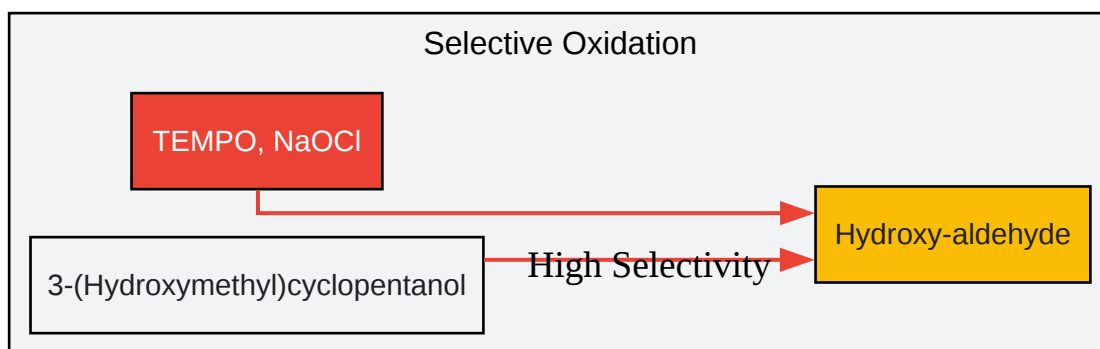 Selective Oxidation
TEMPO, NaOCl
Hydroxy-aldehyde
High Selectivity
3-(Hydroxymethyl)cyclopentanol